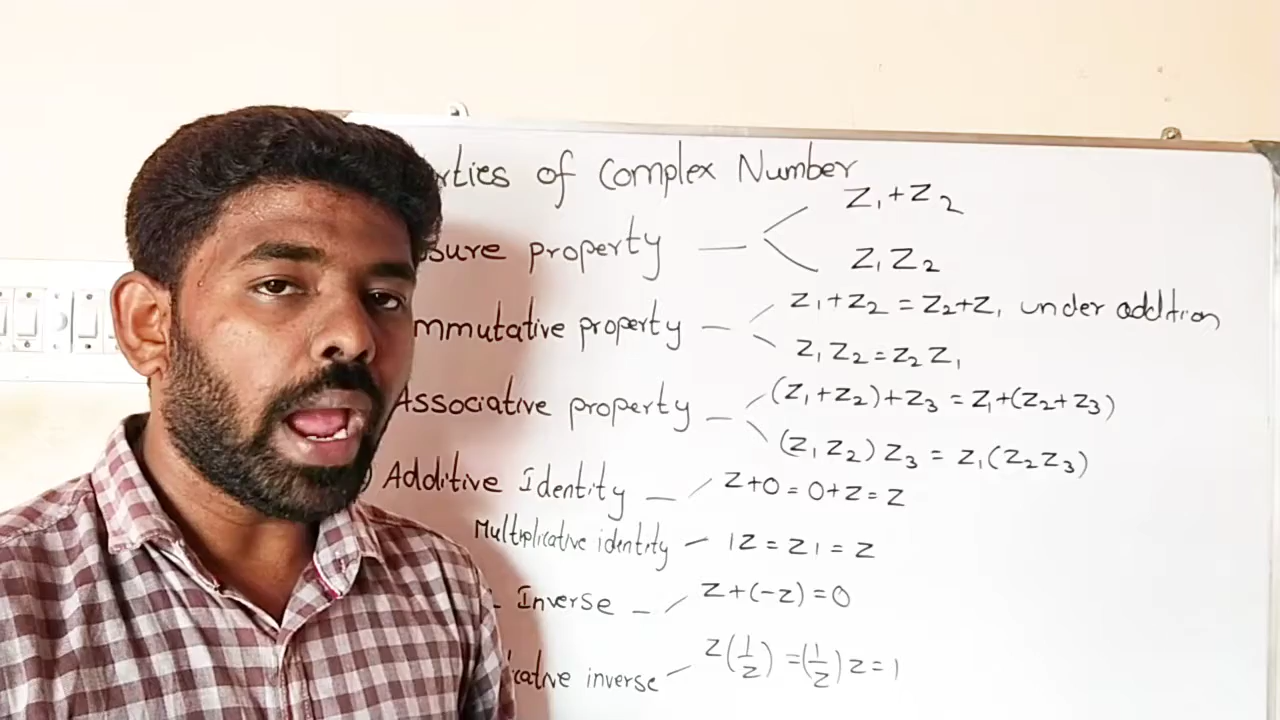 of Complex Number
property — Z₁+Z₂
Z₁Z₂
property — Z₁+Z₂ = Z₂+Z₁ under addition
Z₁Z₂ = Z₂Z₁
Associative property — (Z₁+Z₂)+Z₃ = Z₁+(Z₂+Z₃)
(Z₁Z₂)Z₃ = Z₁(Z₂Z₃)
Additive Identity — Z+0 = 0+Z = Z
Multiplicative identity — 1Z = Z1 = Z
Inverse — Z+(-Z) = 0
inverse — Z(1/Z) = (1/Z)Z = 1